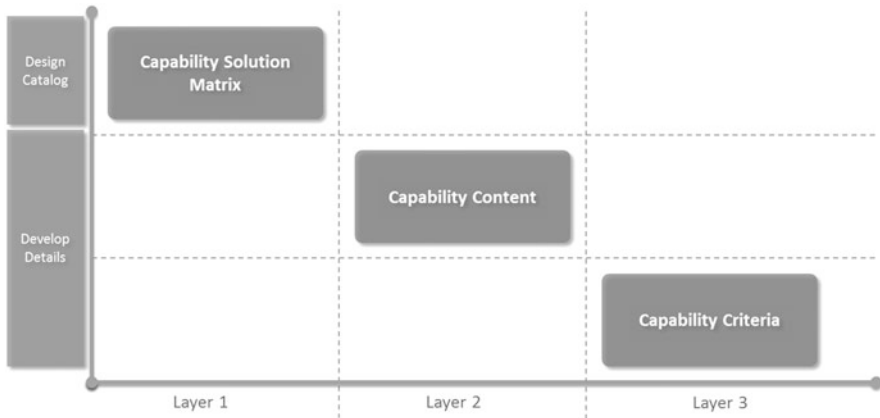 Design
Catalog
Capability Solution
Matrix
Capability Content
Develop
Details
Capability Criteria
Layer 1
Layer 2
Layer 3